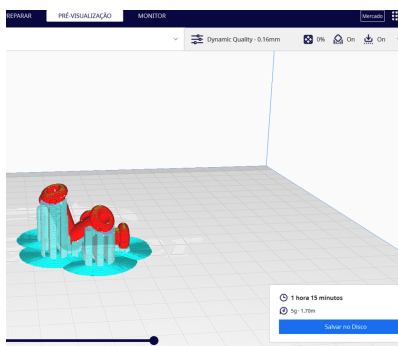 PRÉ-VISUALIZAÇÃO MONITOR Mercado
Dynamic Quality - 0.16mm 0% On On
1 hora 15 minutos
5g · 1.70m
Salvar no Disco